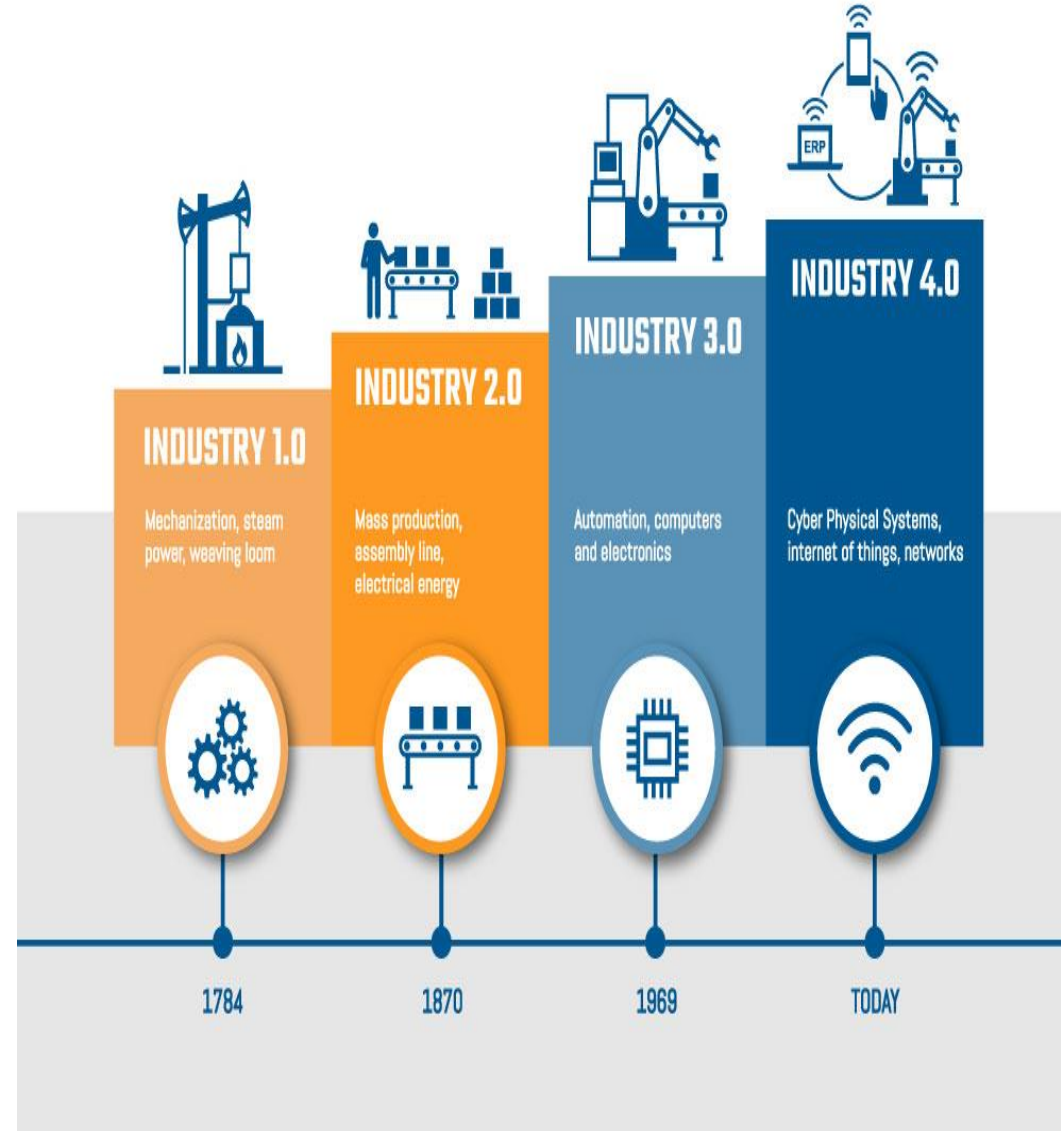 ERP
INDUSTRY 1.0
Mechanization, steam
power, weaving loom
INDUSTRY 2.0
Mass production,
assembly line,
electrical energy
INDUSTRY 3.0
Automation, computers
and electronics
INDUSTRY 4.0
Cyber Physical Systems,
internet of things, networks
1784
1870
1969
TODAY